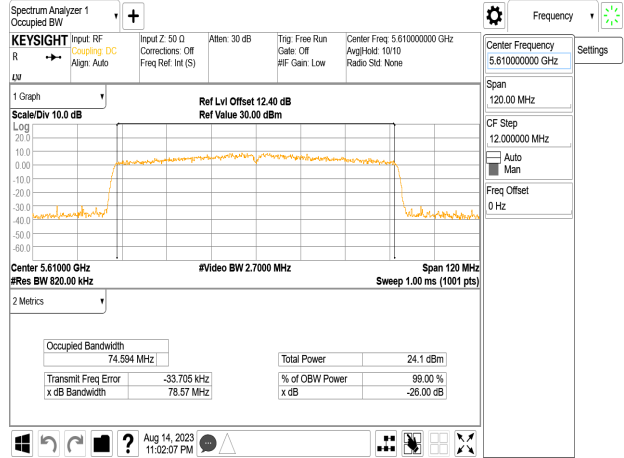 Spectrum Analyzer 1
Occupied BW
Frequency
KEYSIGHT
R
Input: RF
Coupling: DC
Align: Auto
Input Z: 50 Ω
Corrections: Off
Freq Ref: Int (S)
Atten: 30 dB
Trig: Free Run
Gate: Off
#IF Gain: Low
Center Freq: 5.610000000 GHz
Avg|Hold: 10/10
Radio Std: None
Center Frequency
5.610000000 GHz
Settings
Span
120.00 MHz
CF Step
12.000000 MHz
Auto
Man
Freq Offset
0 Hz
1 Graph
Scale/Div 10.0 dB
Ref Lvl Offset 12.40 dB
Ref Value 30.00 dBm
Log
20.0
10.0
0.00
-10.0
-20.0
-30.0
-40.0
-50.0
-60.0
Center 5.61000 GHz
#Video BW 2.7000 MHz
Span 120 MHz
#Res BW 820.00 kHz
Sweep 1.00 ms (1001 pts)
2 Metrics
Occupied Bandwidth
74.594 MHz
Total Power
24.1 dBm
Transmit Freq Error
-33.705 kHz
% of OBW Power
99.00 %
x dB Bandwidth
78.57 MHz
x dB
-26.00 dB
?
Aug 14, 2023
11:02:07 PM